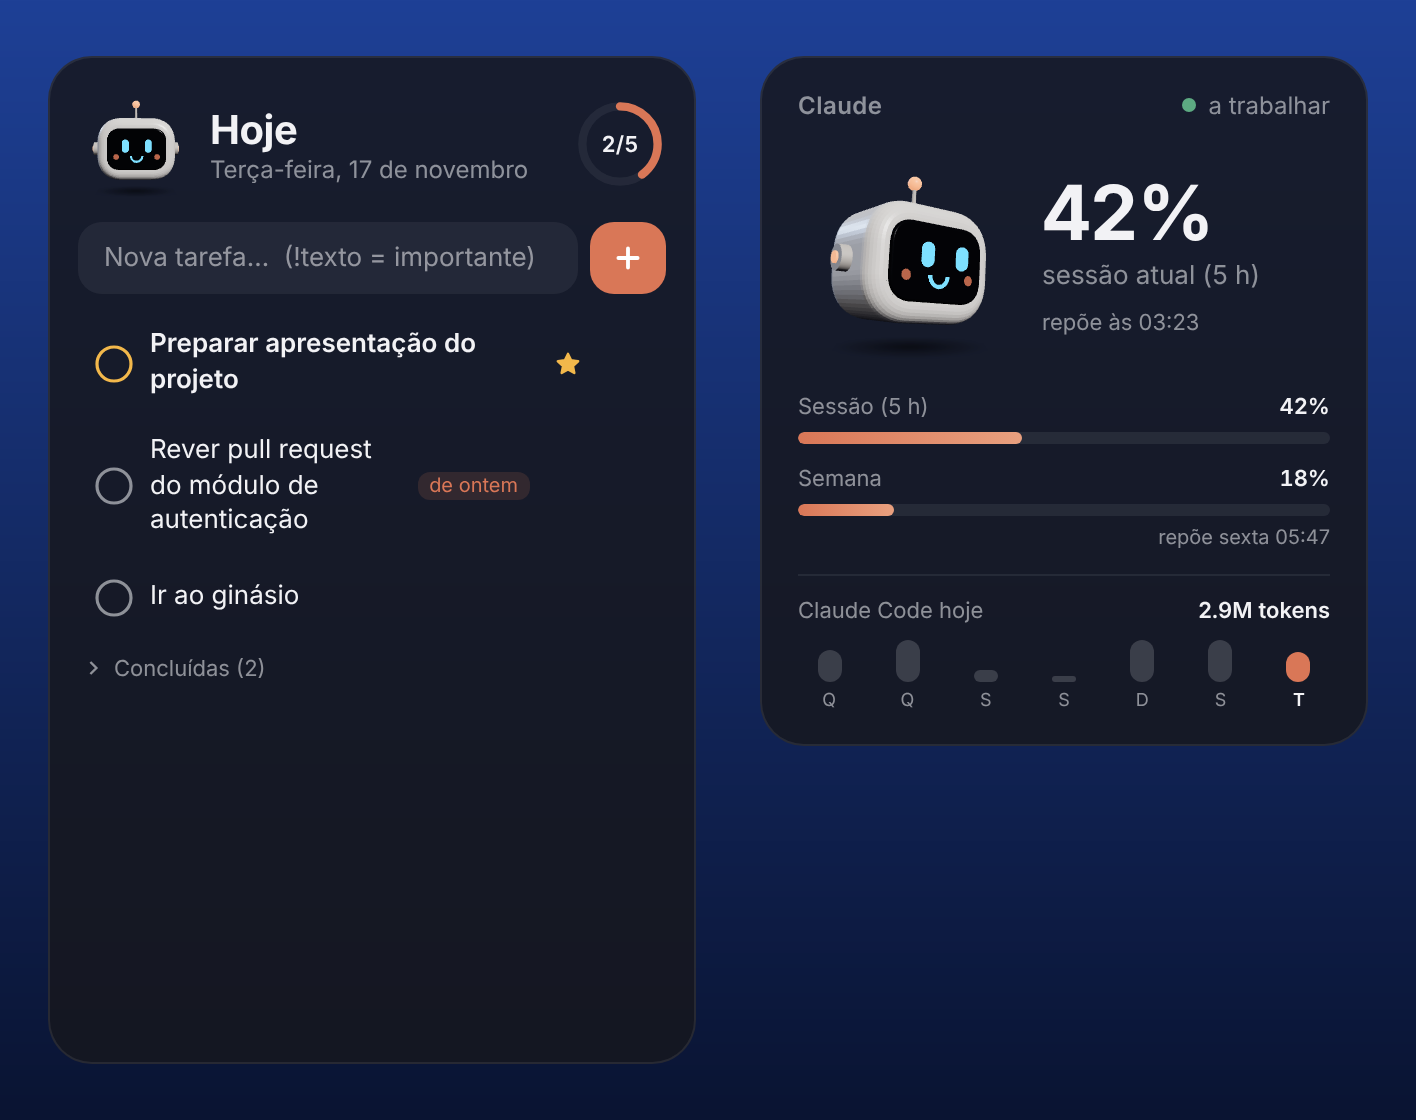 Hoje
Terça-feira, 17 de novembro
2/5
Nova tarefa... (!texto = importante)
+
Preparar apresentação do
projeto
Rever pull request
do módulo de
autenticação
de ontem
Ir ao ginásio
Concluídas (2)
Claude
a trabalhar
42%
sessão atual (5 h)
repõe às 03:23
Sessão (5 h) 42%
Semana 18%
repõe sexta 05:47
Claude Code hoje 2.9M tokens
Q Q S S D S T